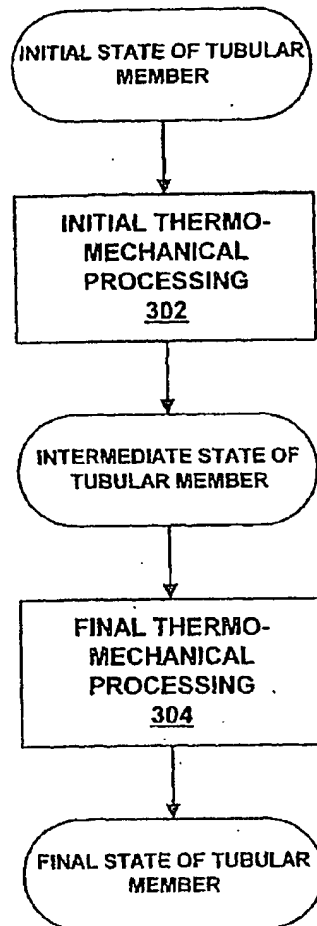 INITIAL STATE OF TUBULAR
MEMBER
INITIAL THERMO-
MECHANICAL
PROCESSING
302
INTERMEDIATE STATE OF
TUBULAR MEMBER
FINAL THERMO-
MECHANICAL
PROCESSING
304
FINAL STATE OF TUBULAR
MEMBER